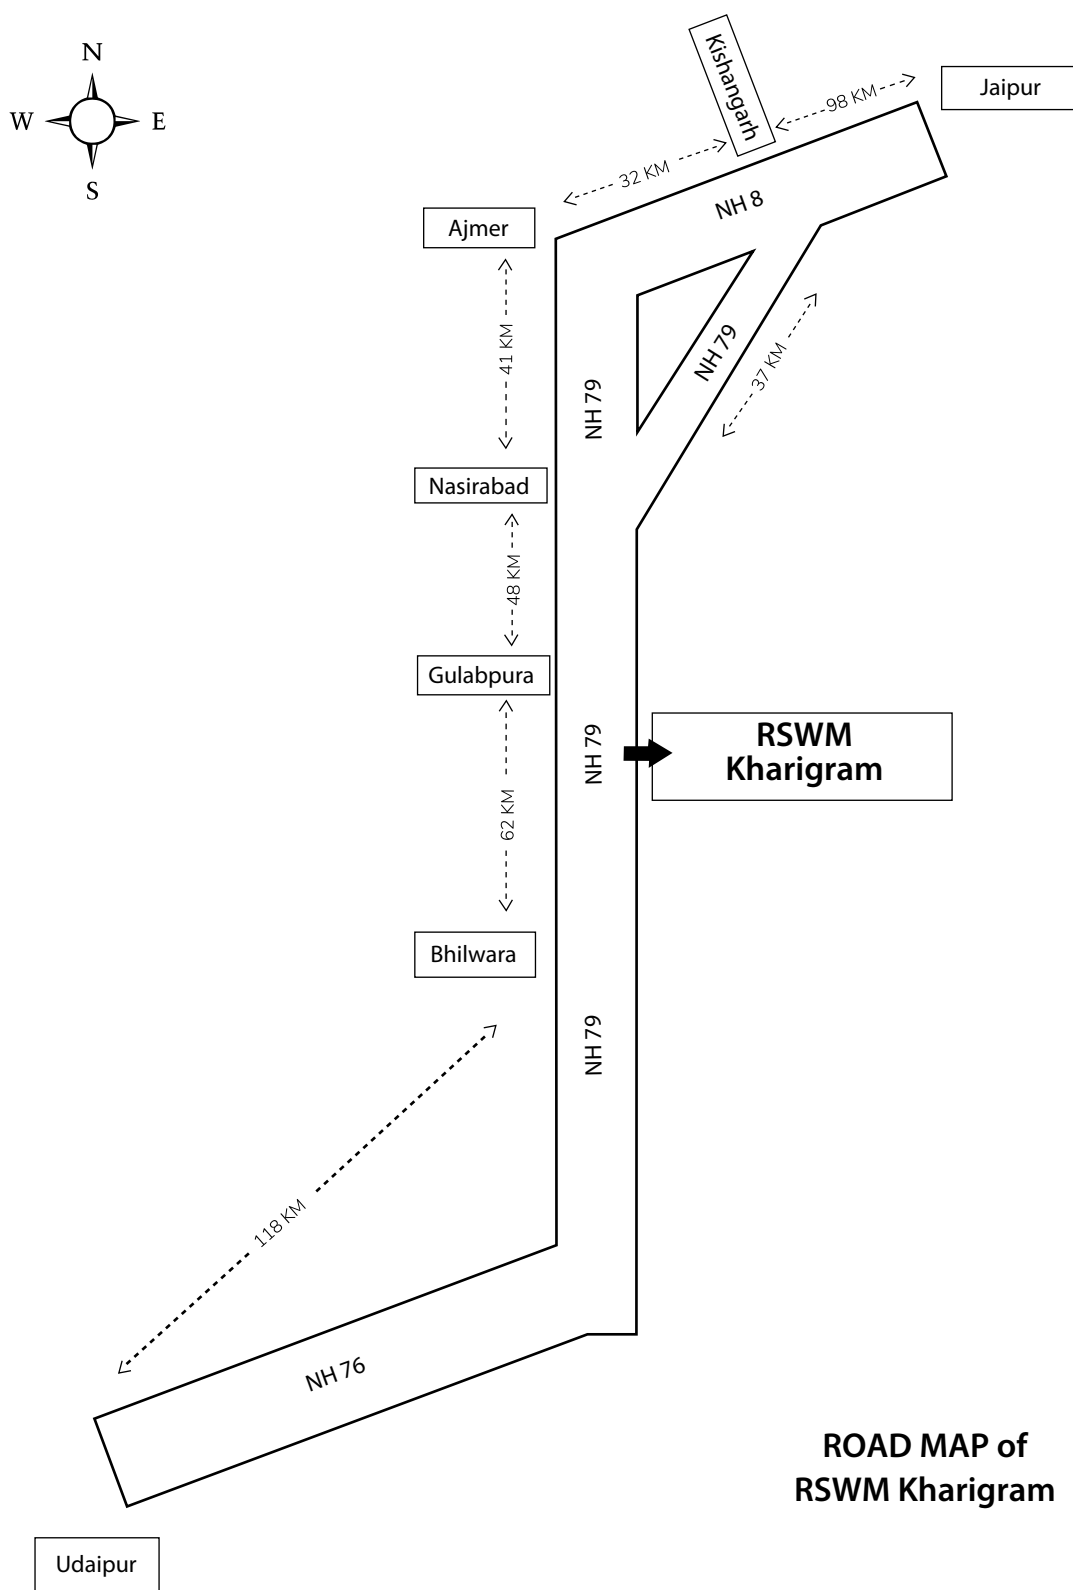 N
W
E
S
Kishangarh
Jaipur
98 KM
32 KM
NH 8
Ajmer
41 KM
NH 79
NH 79
37 KM
Nasirabad
48 KM
Gulabpura
NH 79
RSWM
Kharigram
62 KM
Bhilwara
NH 79
118 KM
NH 76
ROAD MAP of
RSWM Kharigram
Udaipur